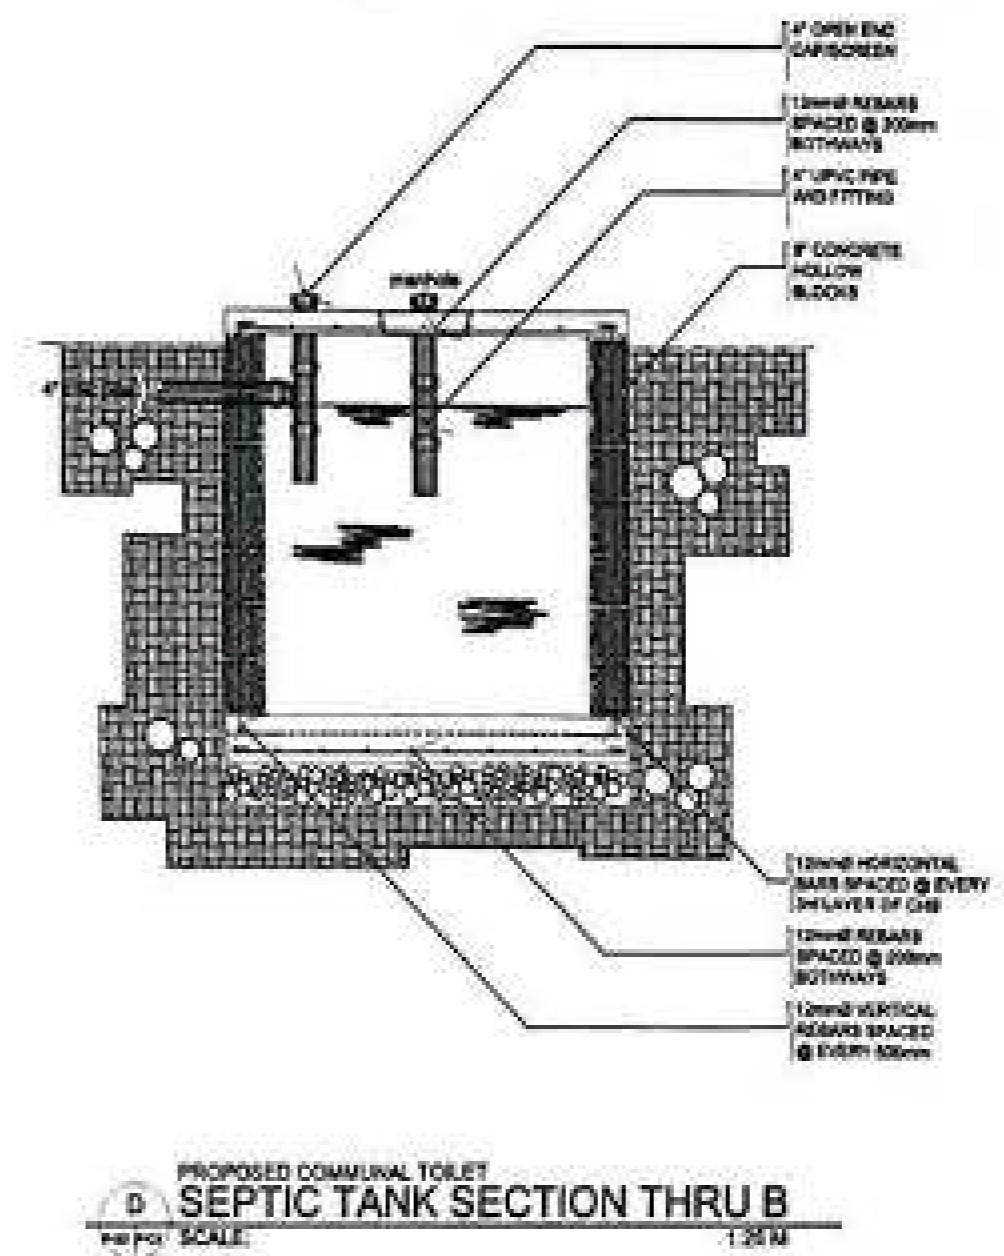 4" OPEN END
CAP/SCREEN
12mmØ REBARS
SPACED @ 200mm
BOTHWAYS
4" UPVC PIPE
AND FITTING
CONCRETE
HOLLOW
BLOCKS
manhole
4"
12mmØ HORIZONTAL
BARS SPACED @ EVERY
LAYER OF CHB
12mmØ REBARS
SPACED @ 200mm
BOTHWAYS
12mmØ VERTICAL
REBARS SPACED
@ EVERY
PROPOSED COMMUNAL TOILET
D
SEPTIC TANK SECTION THRU B
SCALE: